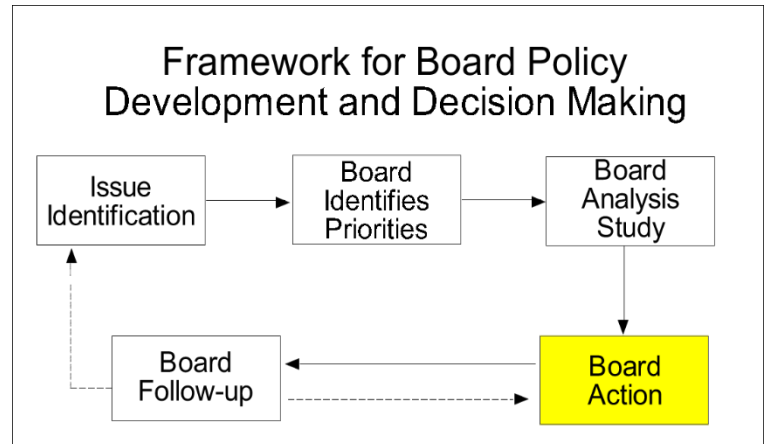 Framework for Board Policy
Development and Decision Making
Issue
Identification
Board
Identifies
Priorities
Board
Analysis
Study
Board
Follow-up
Board
Action